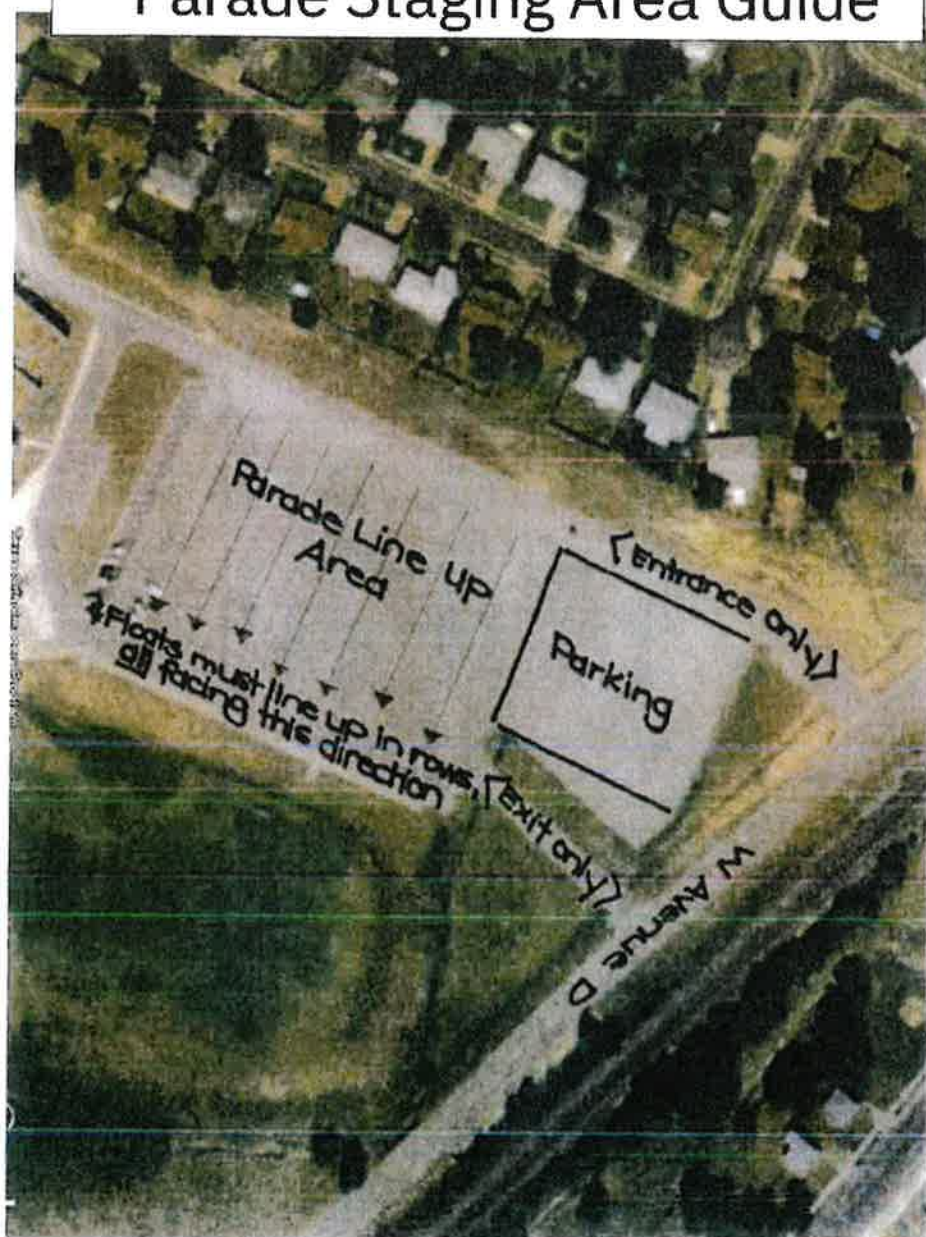 Parade Staging Area Guide
Parade Line up
Area
Parking
<Entrance only>
*Floats must line up in rows,
all facing this direction
<Exit only>
W Avenue D